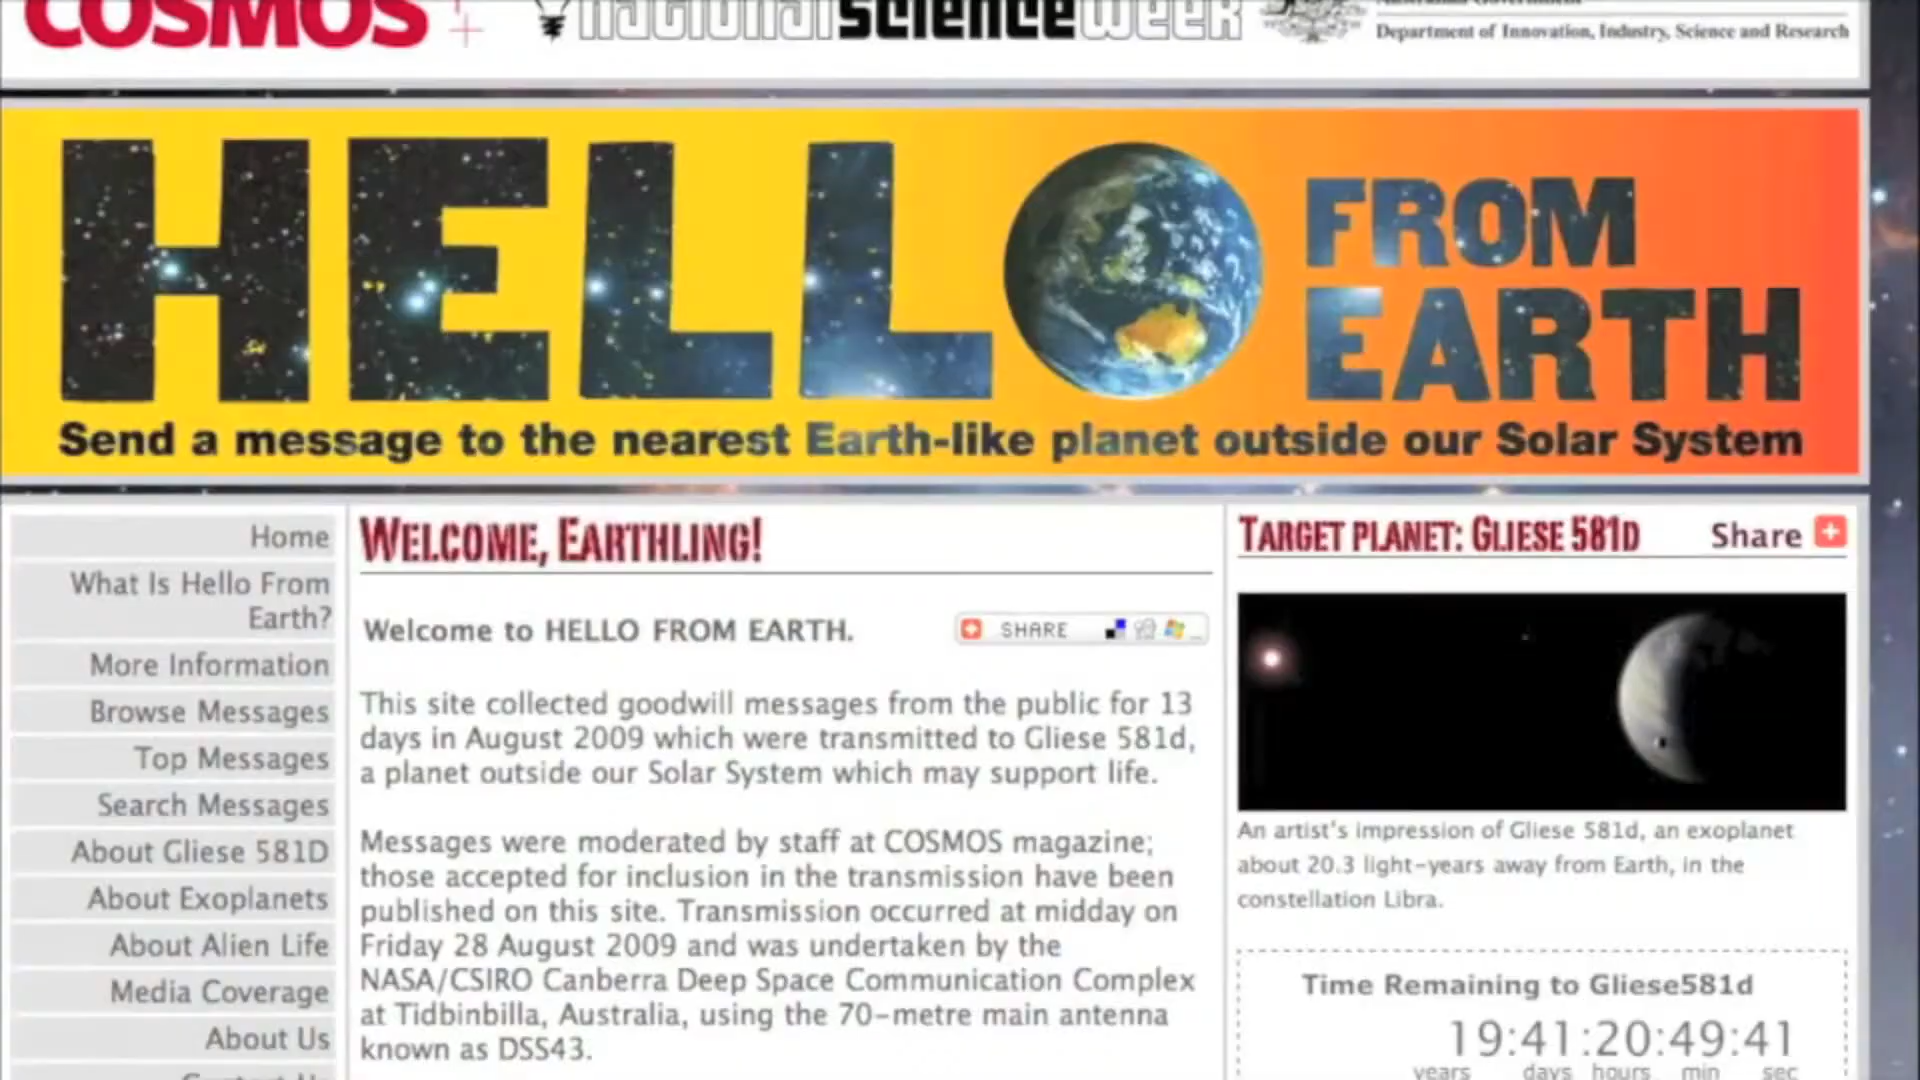 COSMOS
national science week
Department of Innovation, Industry, Science and Research
HELLO FROM EARTH
Send a message to the nearest Earth-like planet outside our Solar System
Home
What Is Hello From
Earth?
More Information
Browse Messages
Top Messages
Search Messages
About Gliese 581D
About Exoplanets
About Alien Life
Media Coverage
About Us
WELCOME, EARTHLING!
Welcome to HELLO FROM EARTH.
SHARE
This site collected goodwill messages from the public for 13
days in August 2009 which were transmitted to Gliese 581d,
a planet outside our Solar System which may support life.
Messages were moderated by staff at COSMOS magazine;
those accepted for inclusion in the transmission have been
published on this site. Transmission occurred at midday on
Friday 28 August 2009 and was undertaken by the
NASA/CSIRO Canberra Deep Space Communication Complex
at Tidbinbilla, Australia, using the 70-metre main antenna
known as DSS43.
TARGET PLANET: GLIESE 581D
Share
An artist's impression of Gliese 581d, an exoplanet
about 20.3 light-years away from Earth, in the
constellation Libra.
Time Remaining to Gliese581d
19:41:20:49:41
years days hours min sec